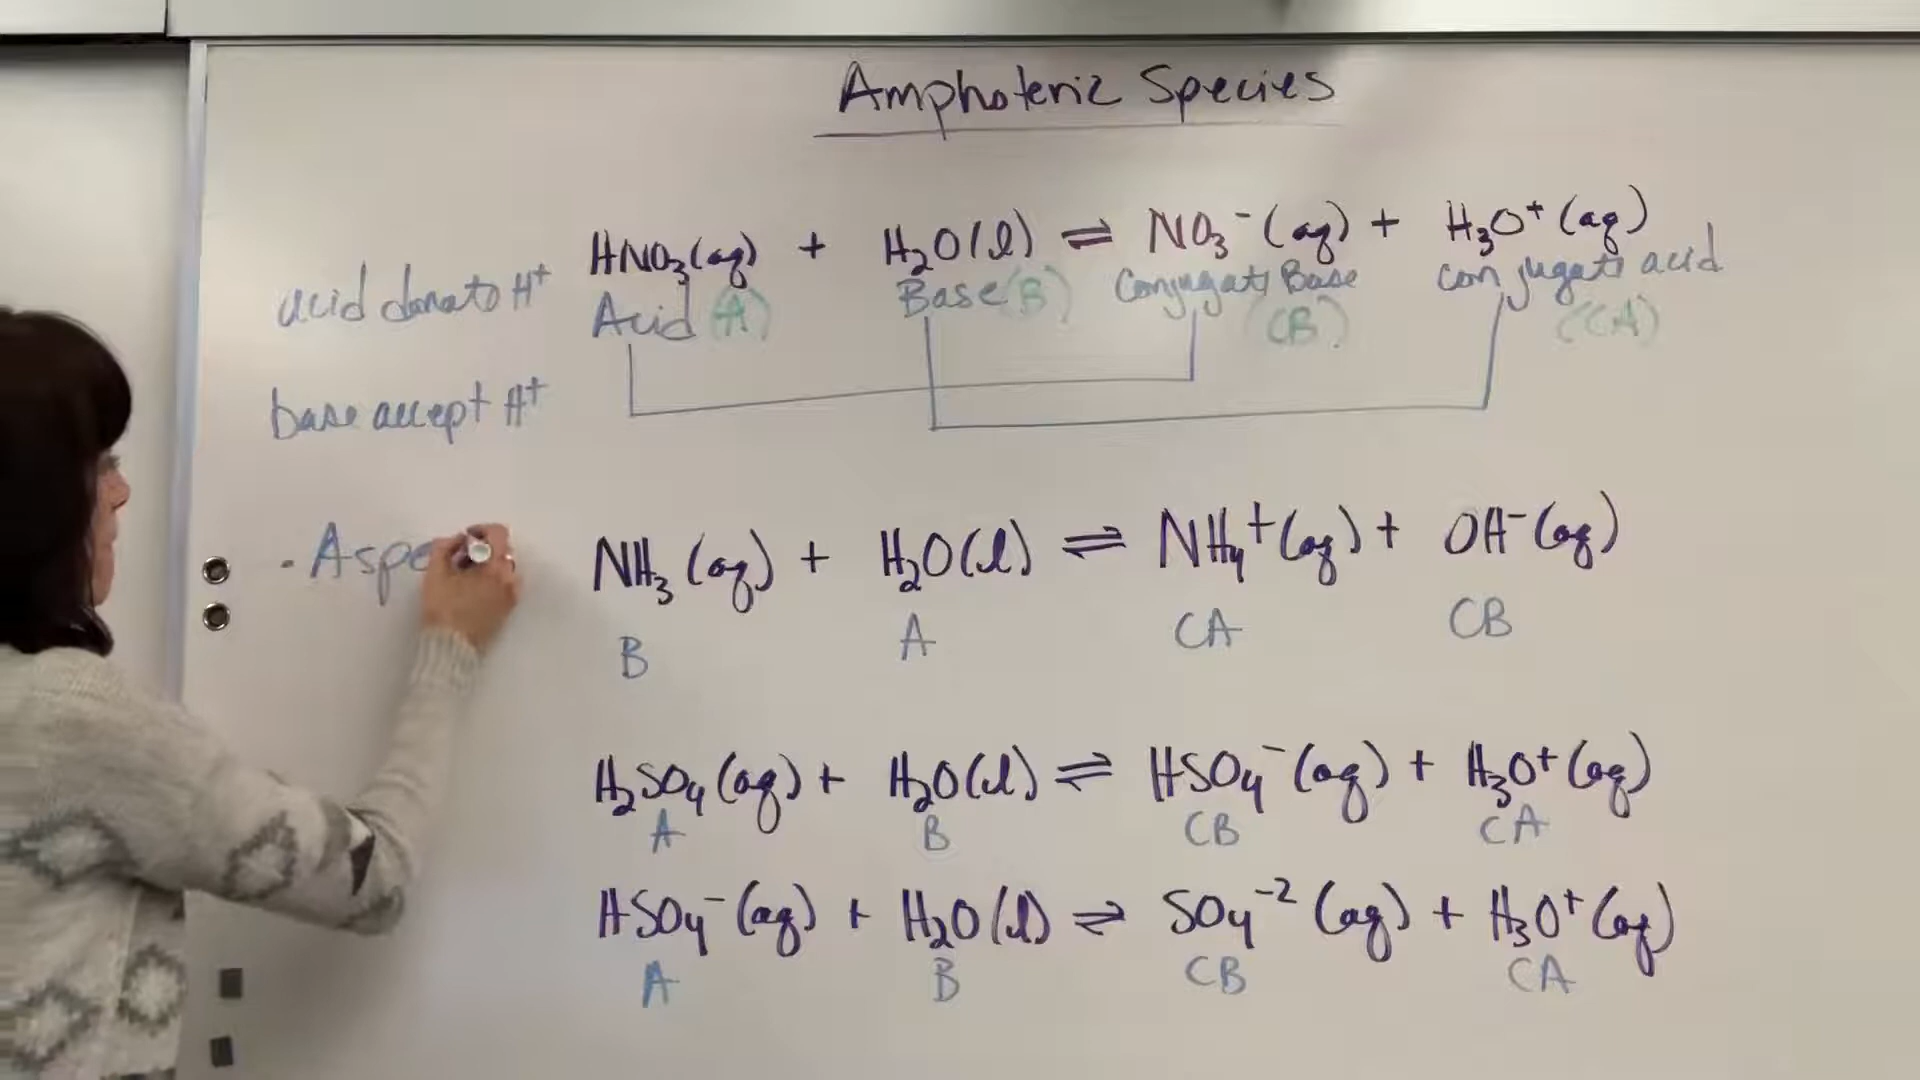 Amphoteric Species
HNO₃(aq) + H₂O(l) ⇌ NO₃⁻(aq) + H₃O⁺(aq)
acid donate H⁺ Acid (A) Base (B) Conjugate Base (CB) conjugate acid (CA)
base accept H⁺
· A spe
NH₃(aq) + H₂O(l) ⇌ NH₄⁺(aq) + OH⁻(aq)
B A CA CB
H₂SO₄(aq) + H₂O(l) ⇌ HSO₄⁻(aq) + H₃O⁺(aq)
A B CB CA
HSO₄⁻(aq) + H₂O(l) ⇌ SO₄⁻²(aq) + H₃O⁺(aq)
A B CB CA